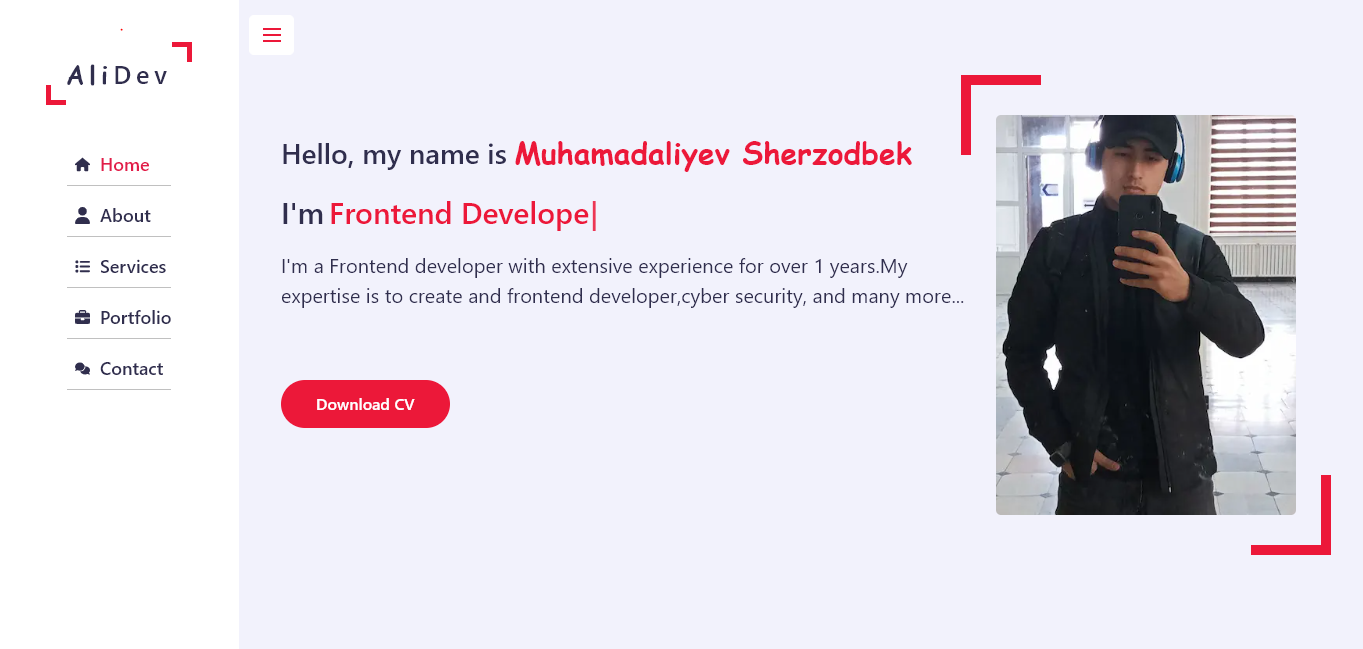 AliDev
Home
About
Services
Portfolio
Contact
Hello, my name is Muhamadaliyev Sherzodbek
I'm Frontend Develope|
I'm a Frontend developer with extensive experience for over 1 years.My
expertise is to create and frontend developer,cyber security, and many more...
Download CV